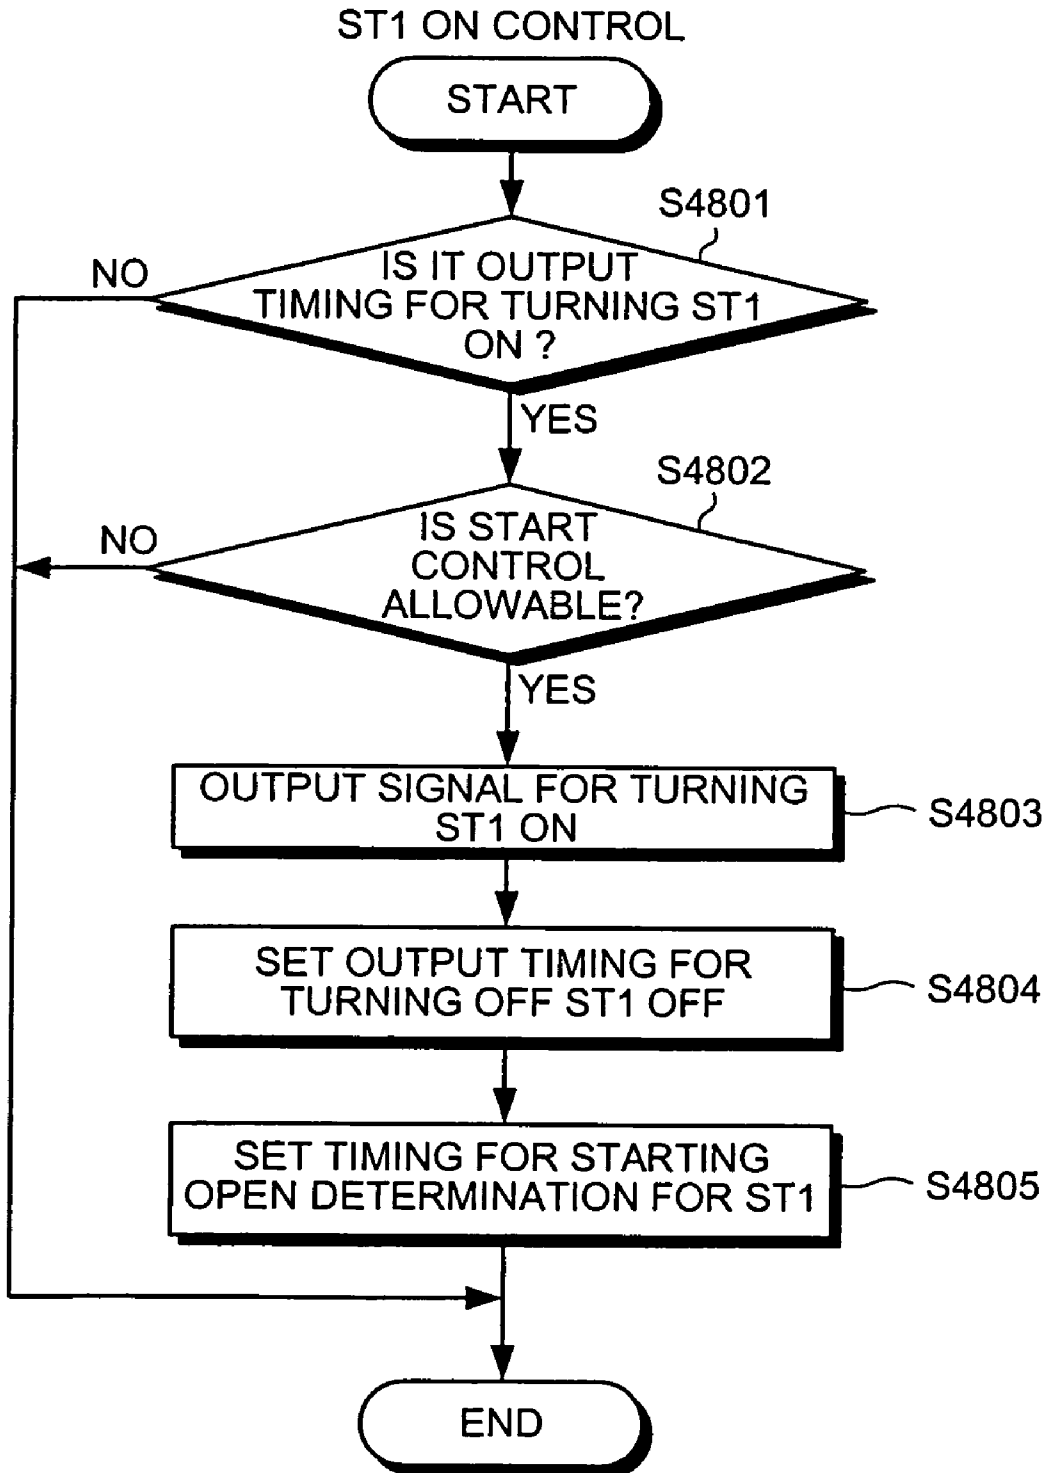 ST1 ON CONTROL
START
S4801
IS IT OUTPUT
TIMING FOR TURNING ST1
ON ?
NO
YES
S4802
IS START
CONTROL
ALLOWABLE?
NO
YES
OUTPUT SIGNAL FOR TURNING
ST1 ON
S4803
SET OUTPUT TIMING FOR
TURNING OFF ST1 OFF
S4804
SET TIMING FOR STARTING
OPEN DETERMINATION FOR ST1
S4805
END